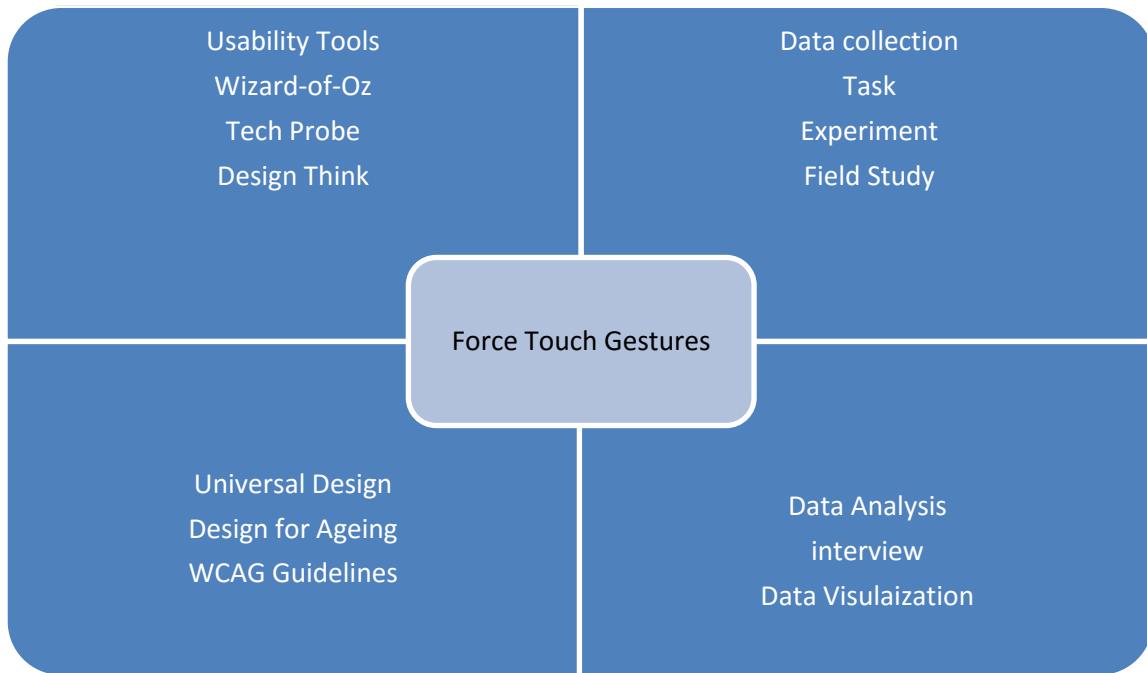 Usability Tools
Wizard-of-Oz
Tech Probe
Design Think
Data collection
Task
Experiment
Field Study
Force Touch Gestures
Universal Design
Design for Ageing
WCAG Guidelines
Data Analysis
interview
Data Visulaization